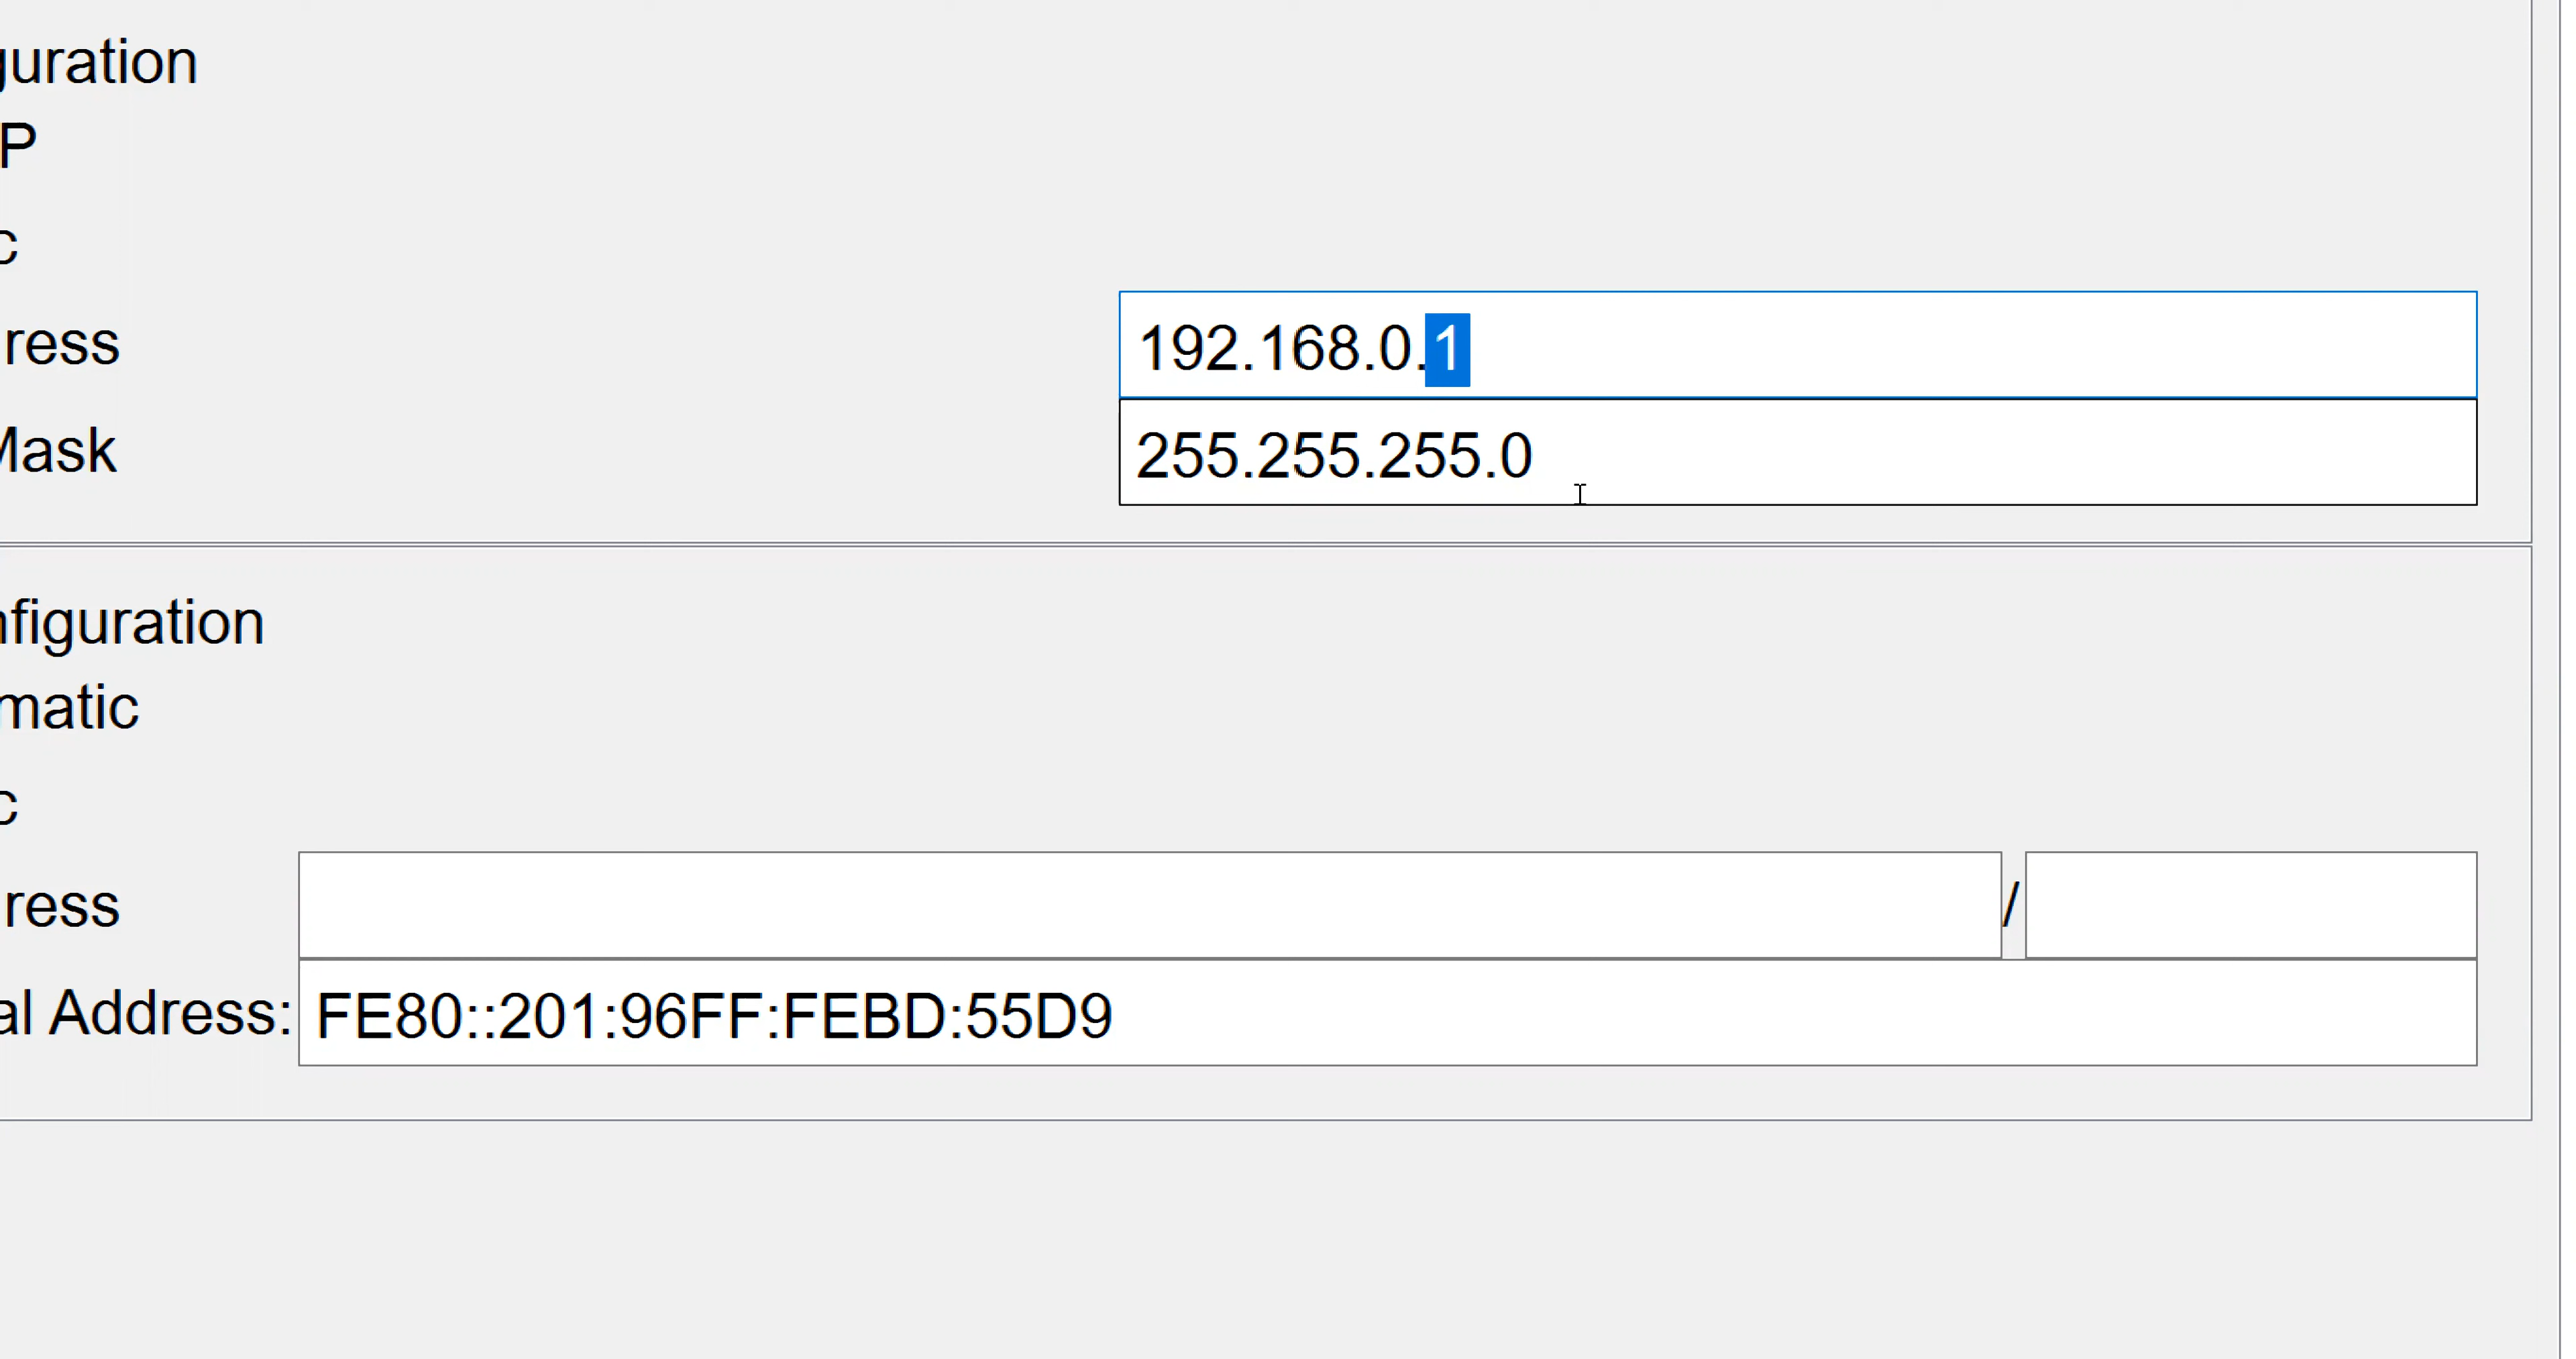 guration
P
c
ress 192.168.0.1
Mask 255.255.255.0
nfiguration
matic
c
ress /
al Address: FE80::201:96FF:FEBD:55D9